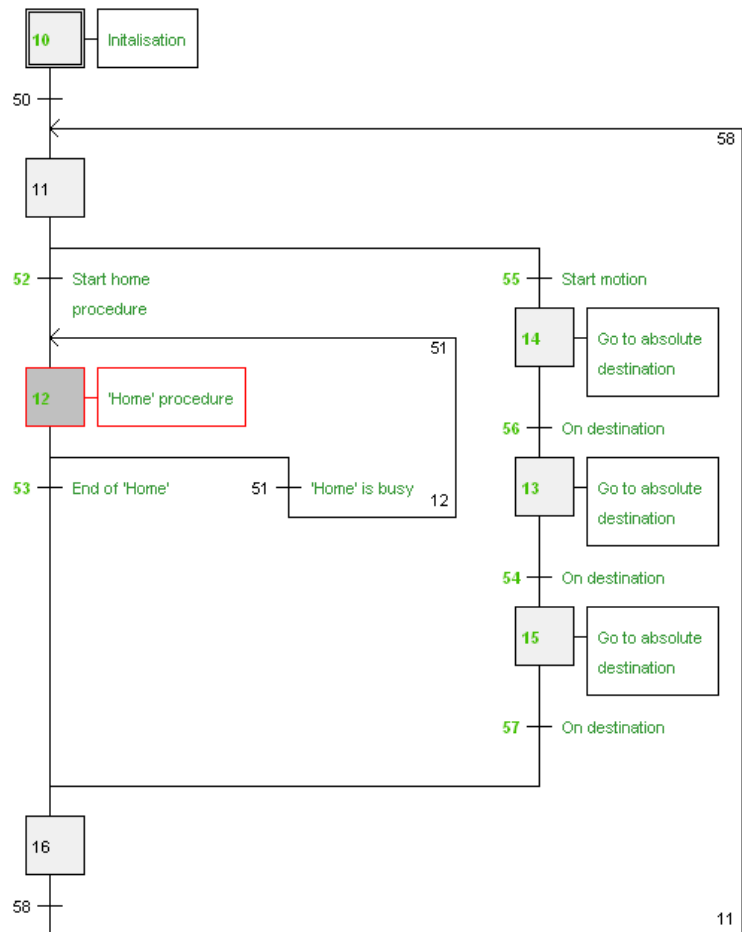 10 Initalisation
50
58
11
52 Start home
procedure
55 Start motion
51
14 Go to absolute
destination
12 'Home' procedure
56 On destination
53 End of 'Home'
51 'Home' is busy
12
13 Go to absolute
destination
54 On destination
15 Go to absolute
destination
57 On destination
16
58
11